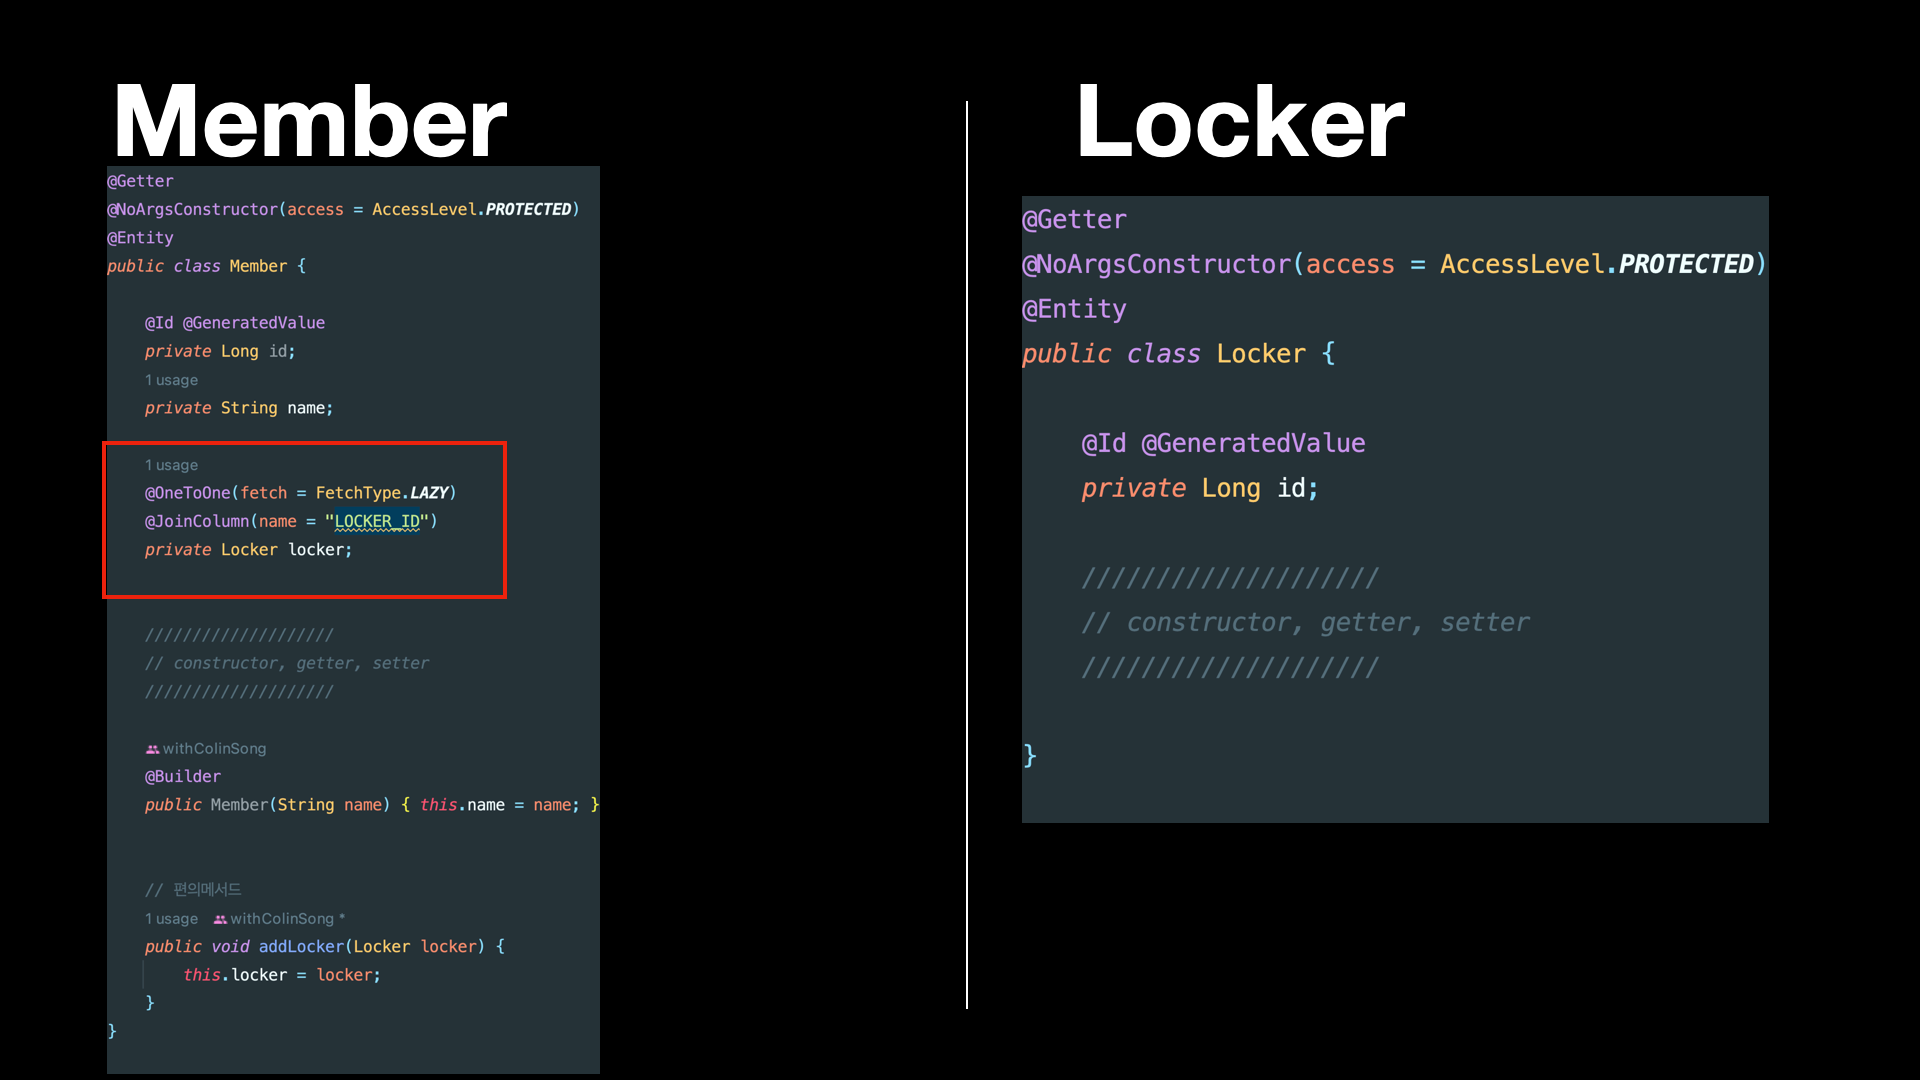 Member
@Getter
@NoArgsConstructor(access = AccessLevel.PROTECTED)
@Entity
public class Member {
@Id @GeneratedValue
private Long id;
1 usage
private String name;
1 usage
@OneToOne(fetch = FetchType.LAZY)
@JoinColumn(name = "LOCKER_ID")
private Locker locker;
////////////////////
// constructor, getter, setter
////////////////////
withColinSong
@Builder
public Member(String name) { this.name = name; }
// 편의메서드
1 usage withColinSong *
public void addLocker(Locker locker) {
this.locker = locker;
}
}
Locker
@Getter
@NoArgsConstructor(access = AccessLevel.PROTECTED)
@Entity
public class Locker {
@Id @GeneratedValue
private Long id;
////////////////////
// constructor, getter, setter
////////////////////
}